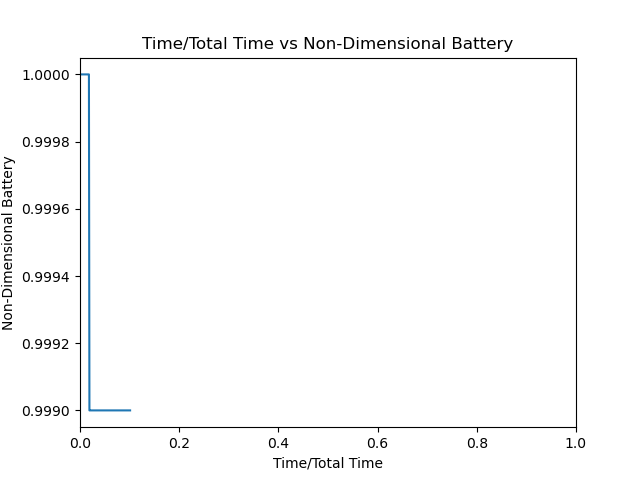 Time/Total Time vs Non-Dimensional Battery
1.0000
0.9998
0.9996
0.9994
0.9992
0.9990
Non-Dimensional Battery
0.0 0.2 0.4 0.6 0.8 1.0
Time/Total Time